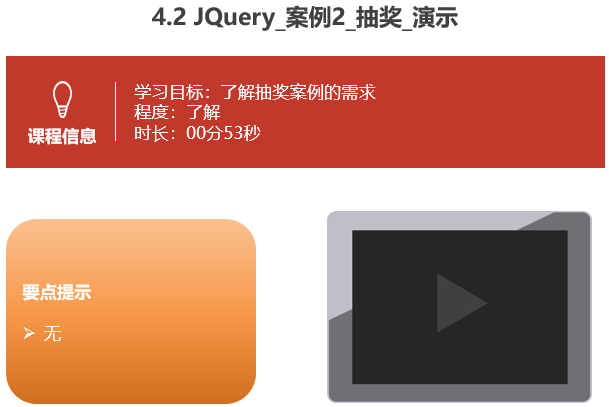 4.2 JQuery_案例2_抽奖_演示
学习目标：了解抽奖案例的需求
程度：了解
课程信息
时长：00分53秒
要点提示
➢ 无